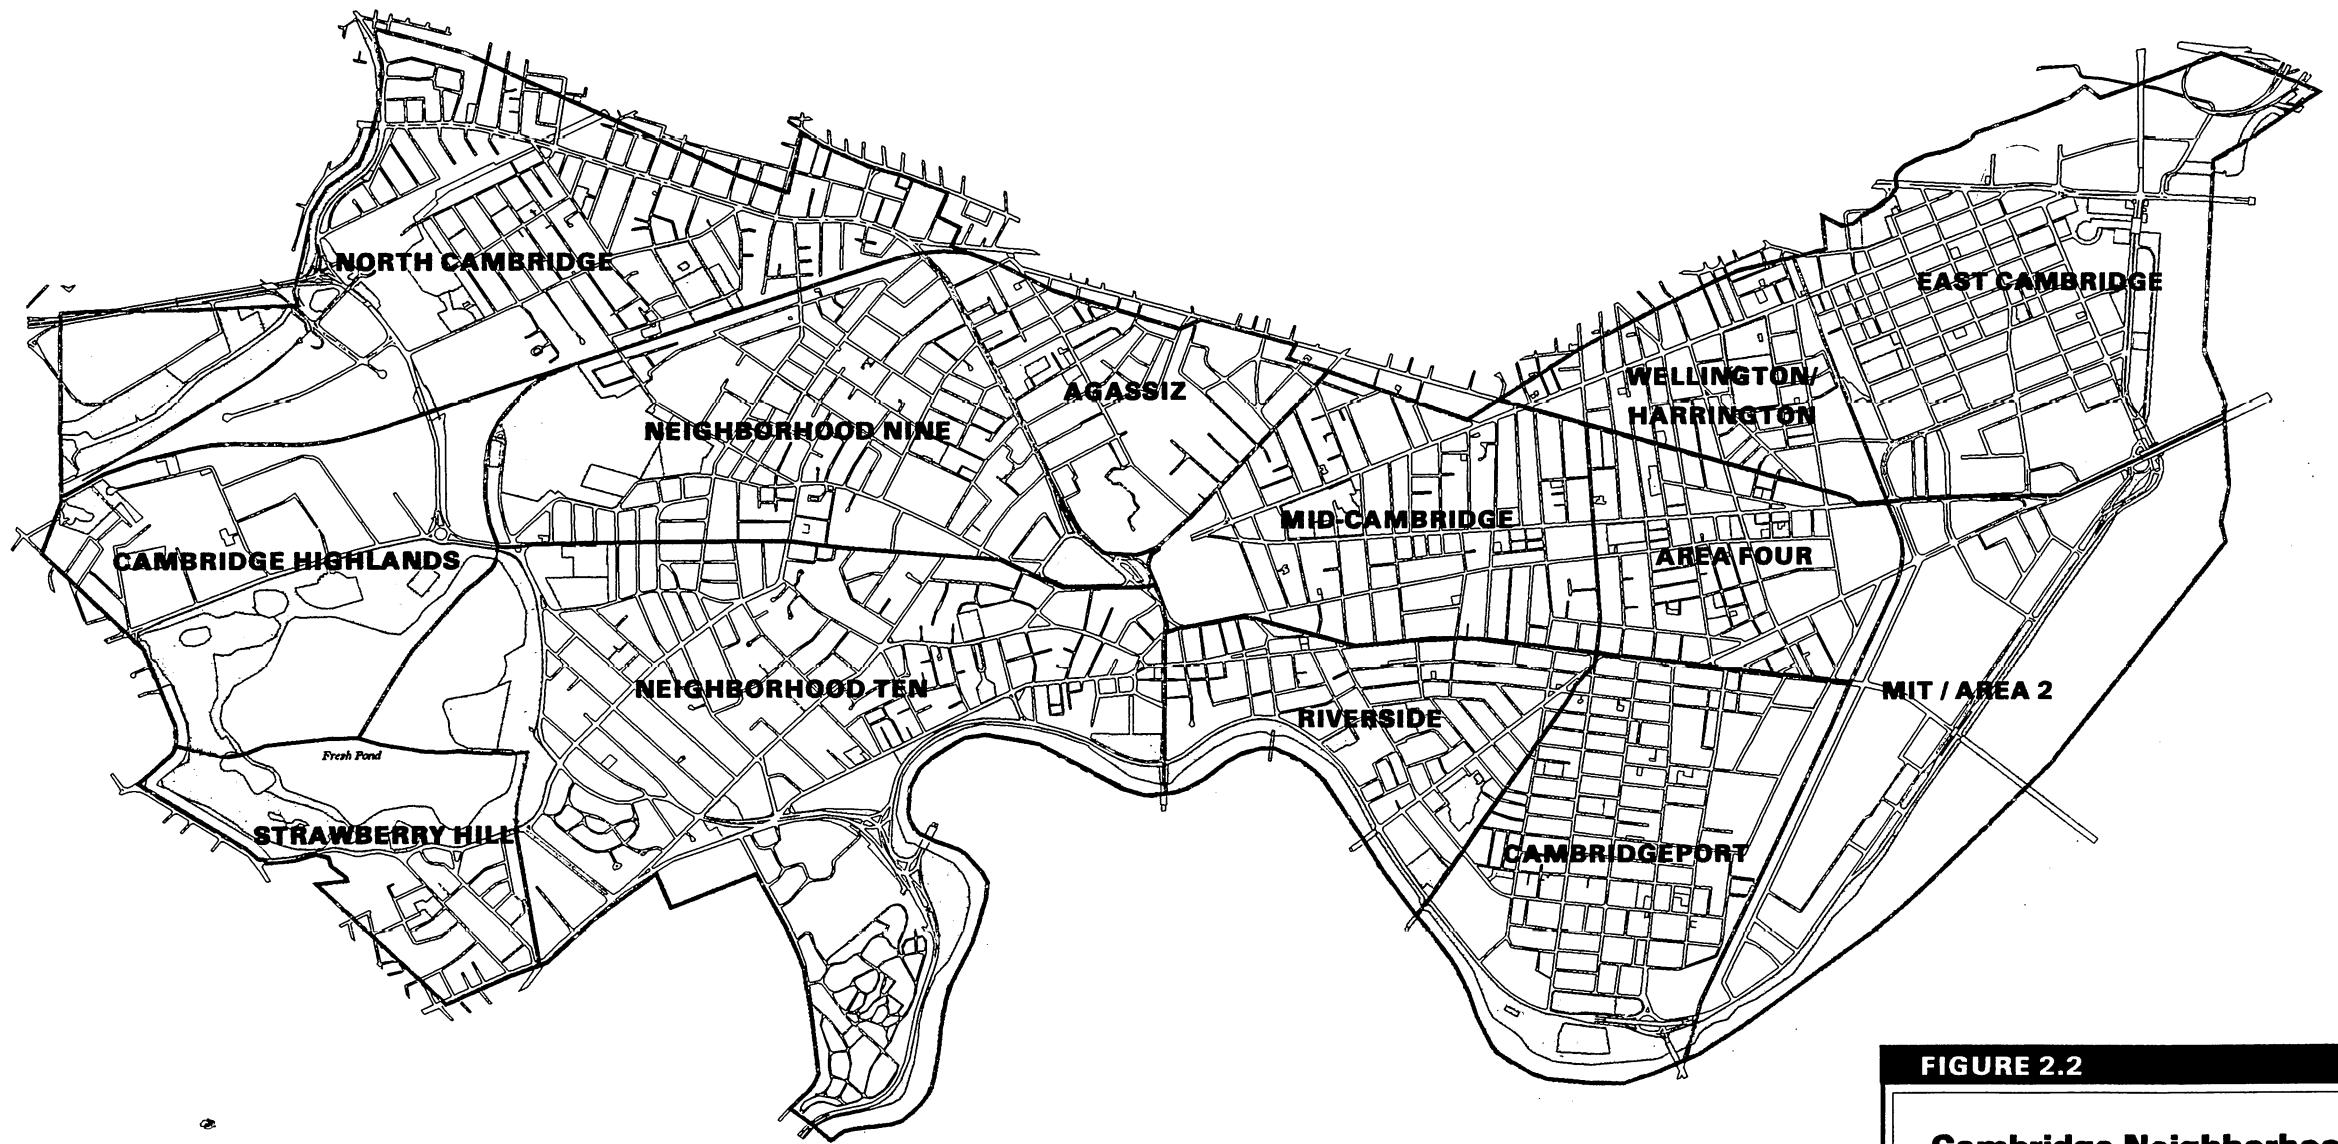 NORTH CAMBRIDGE
EAST CAMBRIDGE
WELLINGTON/
HARRINGTON
AGASSIZ
NEIGHBORHOOD NINE
MID-CAMBRIDGE
AREA FOUR
CAMBRIDGE HIGHLANDS
NEIGHBORHOOD TEN
MIT / AREA 2
RIVERSIDE
Fresh Pond
STRAWBERRY HILL
CAMBRIDGEPORT
FIGURE 2.2
Cambridge